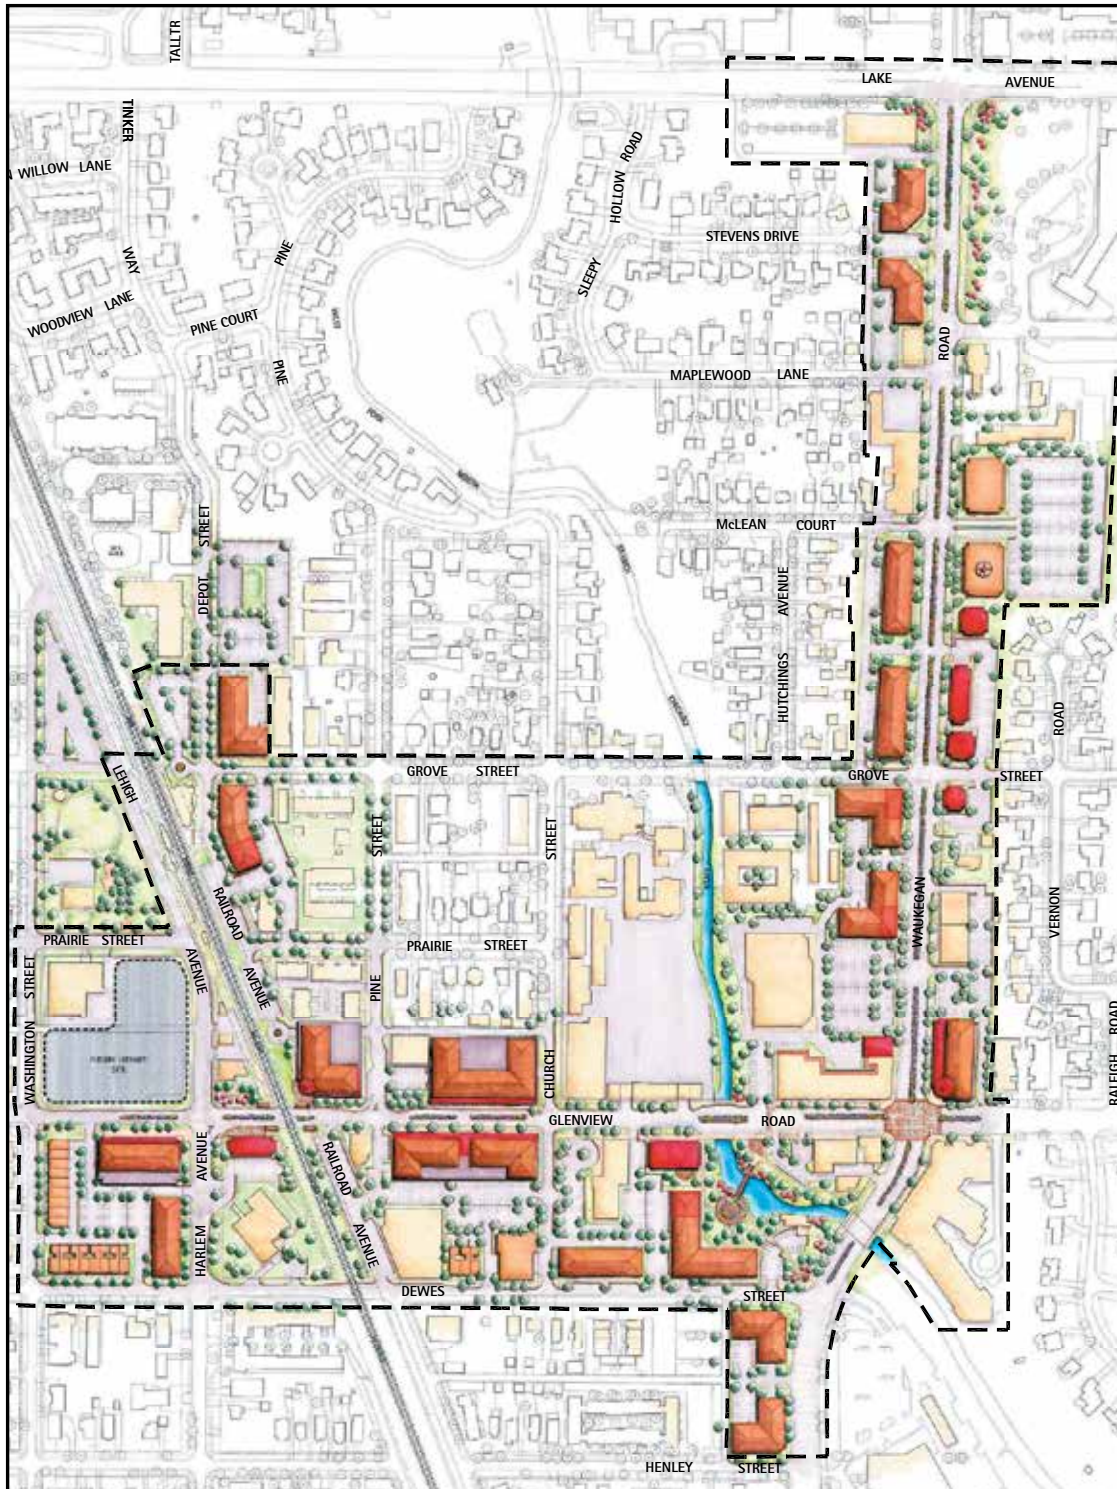 TALL TR
LAKE AVENUE
TINKER
WILLOW LANE
HOLLOW ROAD
STEVENS DRIVE
PINE
WAY
SLEEPY
WOODVIEW LANE
PINE COURT
ROAD
PINE
MAPLEWOOD LANE
STREET
McLEAN COURT
DEPOT
AVENUE
HUTCHINGS
ROAD
LEHIGH
GROVE STREET
GROVE STREET
STREET
STREET
RAILROAD
WAUKEGAN
VERNON
PRAIRIE STREET
PRAIRIE STREET
AVENUE
AVENUE
STREET
PINE
WASHINGTON
CHURCH
RALEIGH ROAD
GLENVIEW ROAD
AVENUE
RAILROAD
HARLEM
AVENUE
DEWES STREET
HENLEY STREET